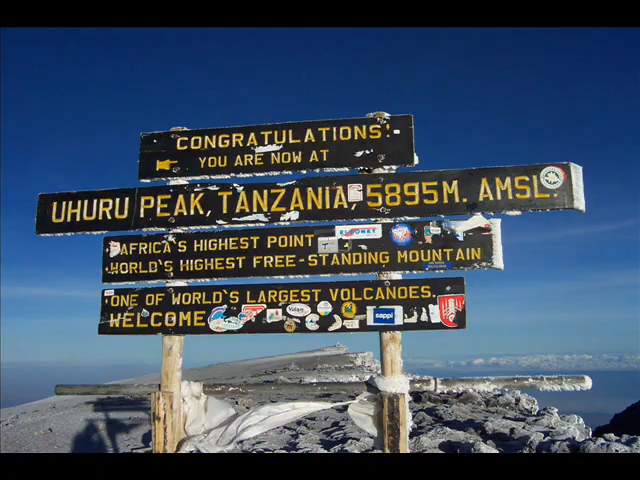 CONGRATULATIONS!
YOU ARE NOW AT
UHURU PEAK, TANZANIA, 5895M. AMSL.
AFRICA'S HIGHEST POINT
WORLD'S HIGHEST FREE-STANDING MOUNTAIN
ONE OF WORLD'S LARGEST VOLCANOES.
WELCOME
sappi